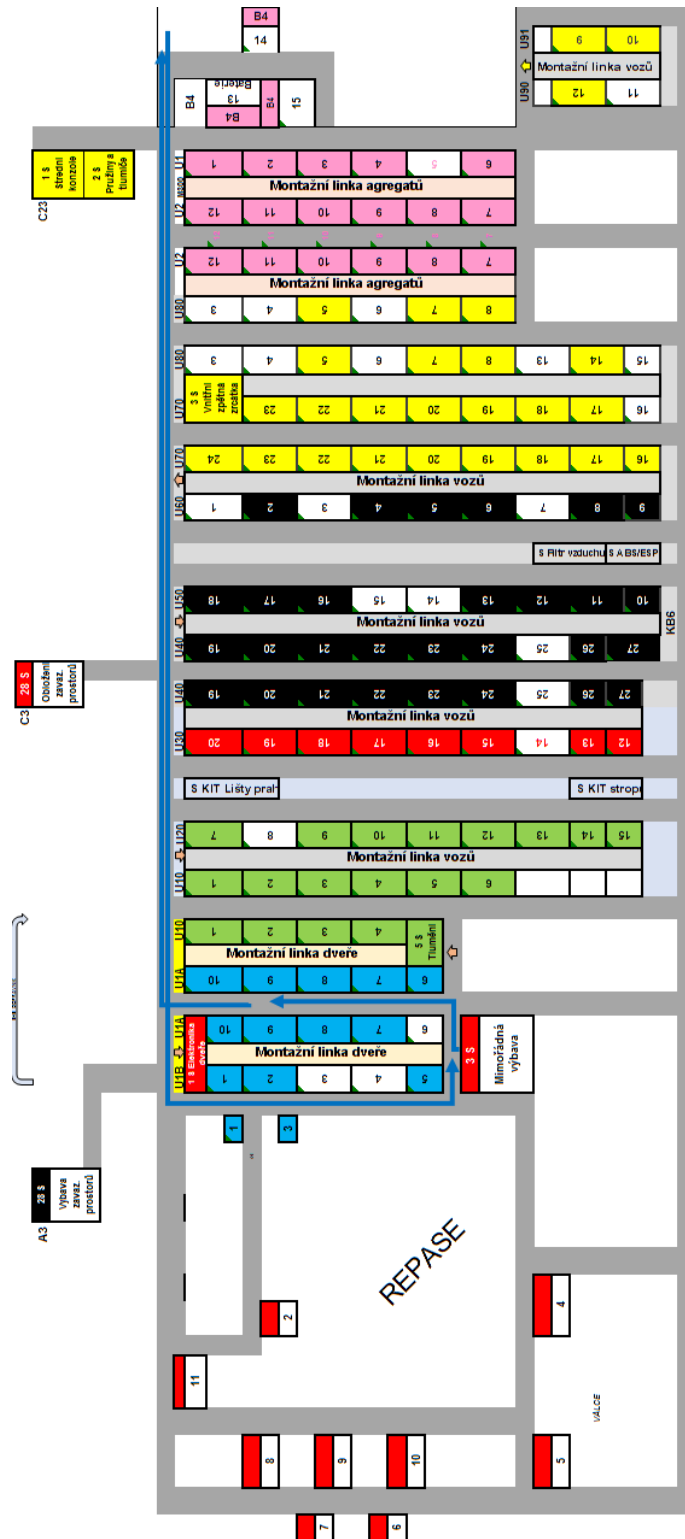 B4
14
Baterie
13
B4
B4
B4
15
U91
9
10
Montážní linka vozů
U90
12
11
1 S
Střední
konzole
2 S
Pružiny a
tlumiče
C23
U1
1
2
3
4
5
6
M800
Montážní linka agregatů
U2
12
11
10
9
8
7
U2
12
11
10
9
8
7
Montážní linka agregatů
U80
3
4
5
6
7
8
U80
3
4
5
6
7
8
13
14
15
3 S
Vnitřní
zpětná
zrcátka
U70
23
22
21
20
19
18
17
16
U70
24
23
22
21
20
19
18
17
16
Montážní linka vozů
U60
1
2
3
4
5
6
7
8
9
S Filtr vzduchu
S ABS/ESP
U50
18
17
16
15
14
13
12
11
10
Montážní linka vozů
KB6
U40
19
20
21
22
23
24
25
26
27
28 S
Obložení
zavaz.
prostorů
C3
U40
19
20
21
22
23
24
25
26
27
Montážní linka vozů
U30
20
19
18
17
16
15
14
13
12
S KIT Lišty prah
S KIT stropu
U20
7
8
9
10
11
12
13
14
15
Montážní linka vozů
U10
1
2
3
4
5
6
U10
1
2
3
4
5 S
Tlumění
Montážní linka dveře
U1A
10
9
8
7
6
U1A
10
9
8
7
6
1 S Elektronika
dveře
Montážní linka dveře
U1B
1
2
3
4
5
3 S
Mimořádná
výbava
1
3
28 S
Výbava
zavaz.
prostorů
A3
REPASE
2
4
11
VÁLCE
8
9
10
5
7
6